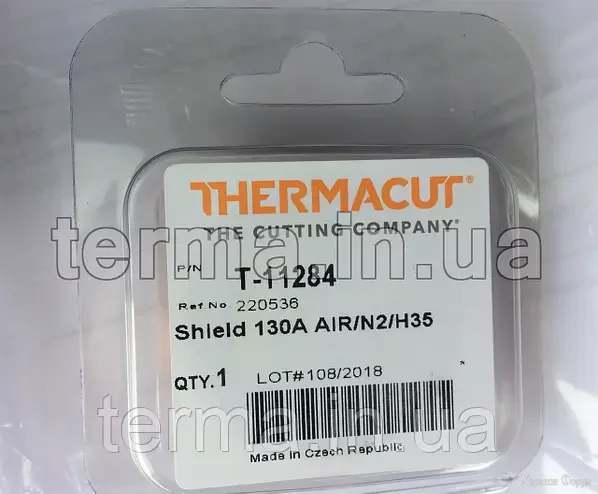 THERMACUT®
THE CUTTING COMPANY®
P/N T-11284
Ref.No 220536
Shield 130A AIR/N2/H35
QTY.1 LOT#108/2018
Made in Czech Republic
terma.in.ua
terma.in.ua